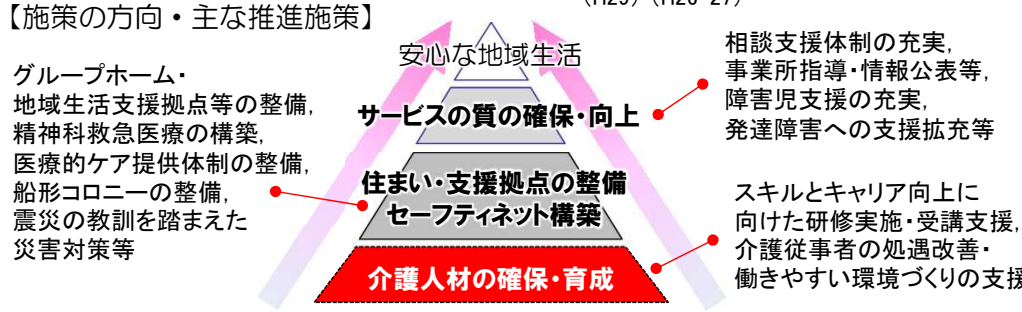 (H29) (H26-27)
【施策の方向・主な推進施策】
安心な地域生活
グループホーム・
地域生活支援拠点等の整備,
精神科救急医療の構築,
医療的ケア提供体制の整備,
船形コロニーの整備,
震災の教訓を踏まえた
災害対策等
サービスの質の確保・向上
相談支援体制の充実,
事業所指導・情報公表等,
障害児支援の充実,
発達障害への支援拡充等
住まい・支援拠点の整備
セーフティネット構築
介護人材の確保・育成
スキルとキャリア向上に
向けた研修実施・受講支援,
介護従事者の処遇改善・
働きやすい環境づくりの支援